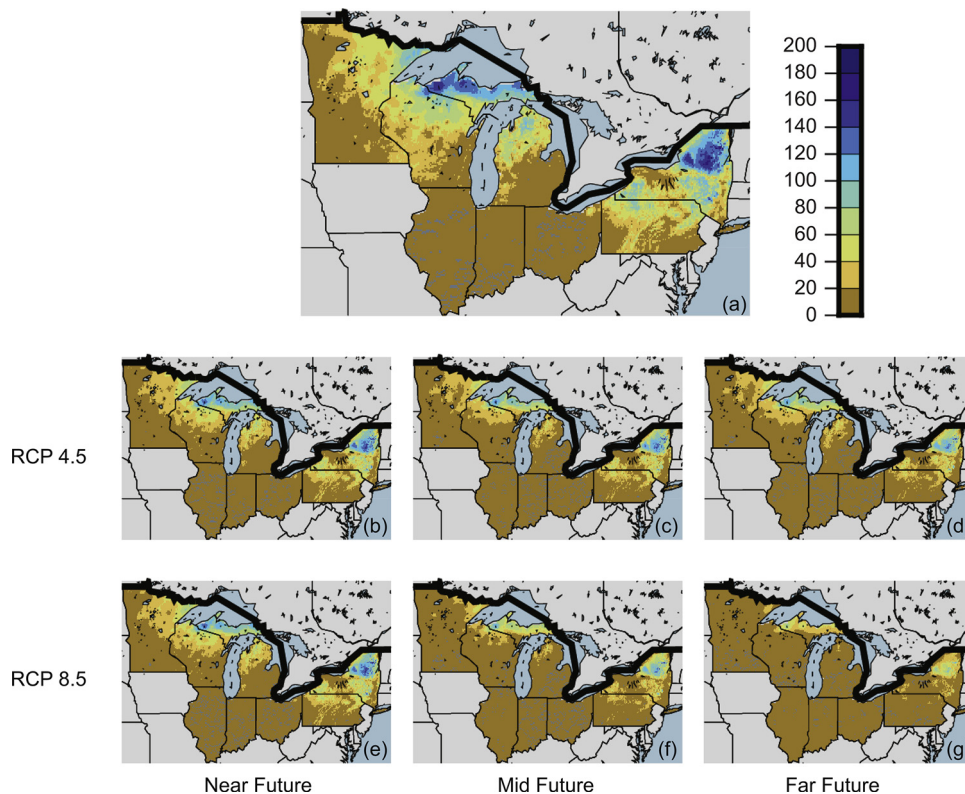 200
180
160
140
120
100
80
60
40
20
0
(a)
RCP 4.5
(b)
(c)
(d)
RCP 8.5
(e)
(f)
(g)
Near Future
Mid Future
Far Future